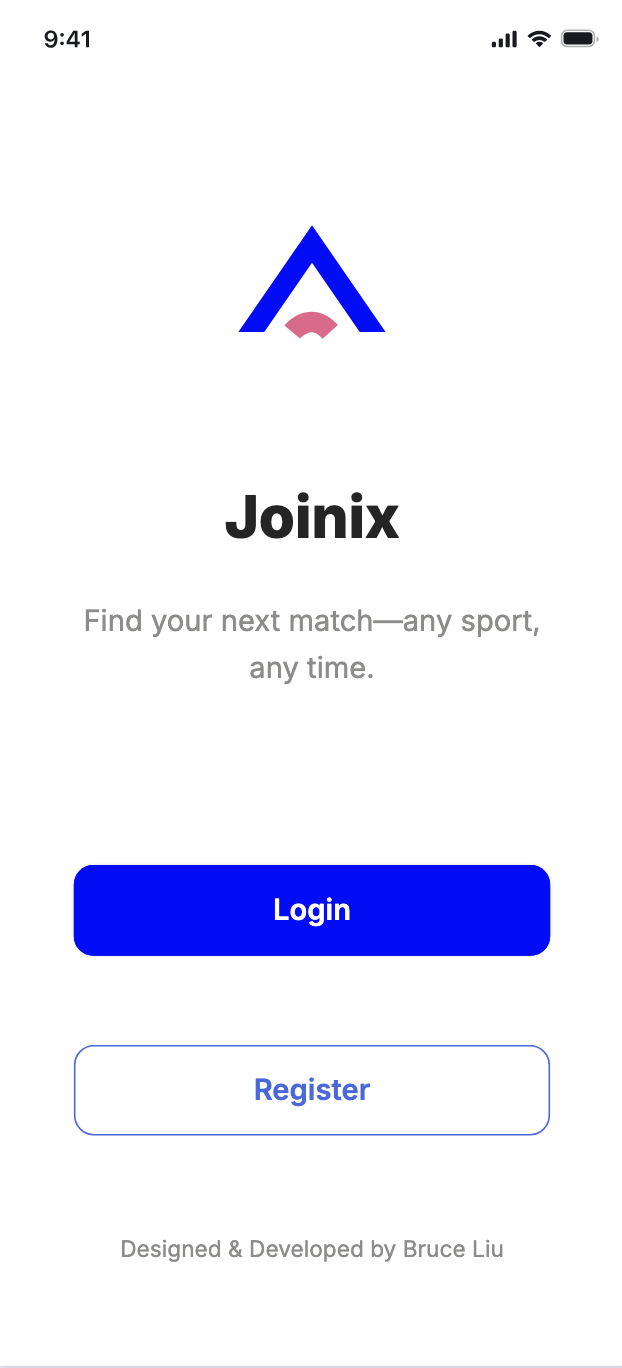 9:41
Joinix
Find your next match—any sport,
any time.
Login
Register
Designed & Developed by Bruce Liu